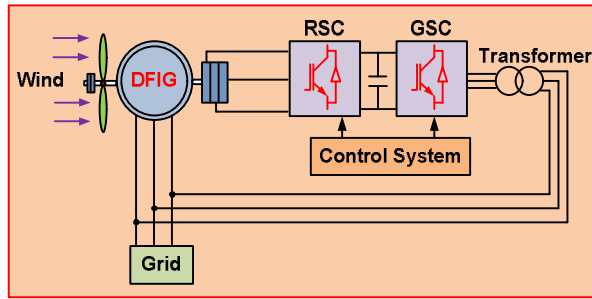 RSC
GSC
Transformer
Wind
DFIG
Control System
Grid